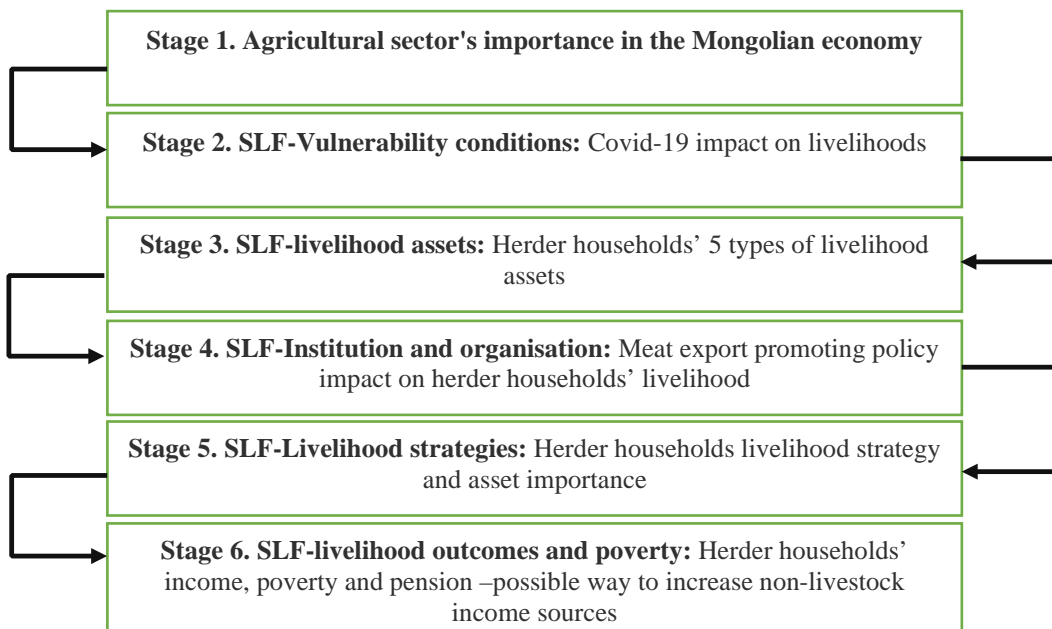 Stage 1. Agricultural sector's importance in the Mongolian economy
Stage 2. SLF-Vulnerability conditions: Covid-19 impact on livelihoods
Stage 3. SLF-livelihood assets: Herder households’ 5 types of livelihood
assets
Stage 4. SLF-Institution and organisation: Meat export promoting policy
impact on herder households’ livelihood
Stage 5. SLF-Livelihood strategies: Herder households livelihood strategy
and asset importance
Stage 6. SLF-livelihood outcomes and poverty: Herder households’
income, poverty and pension –possible way to increase non-livestock
income sources